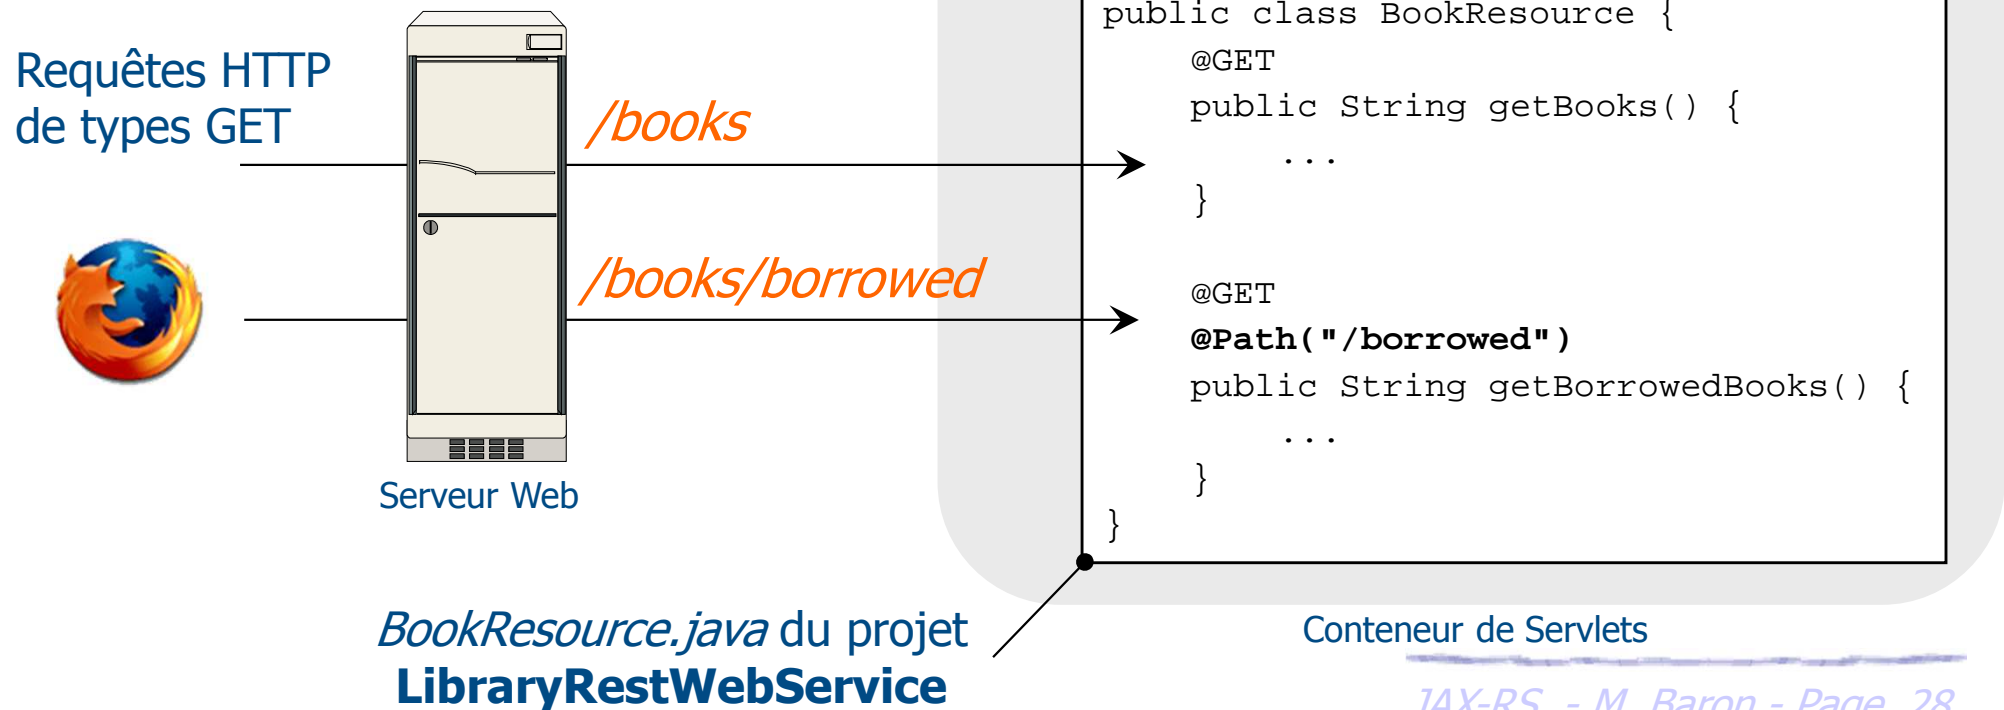 Requêtes HTTP
de types GET
/books
/books/borrowed
Serveur Web
public class BookResource {
@GET
public String getBooks() {
...
}
@GET
@Path("/borrowed")
public String getBorrowedBooks() {
...
}
}
BookResource.java du projet
LibraryRestWebService
Conteneur de Servlets
JAX-RS - M. Baron - Page 28